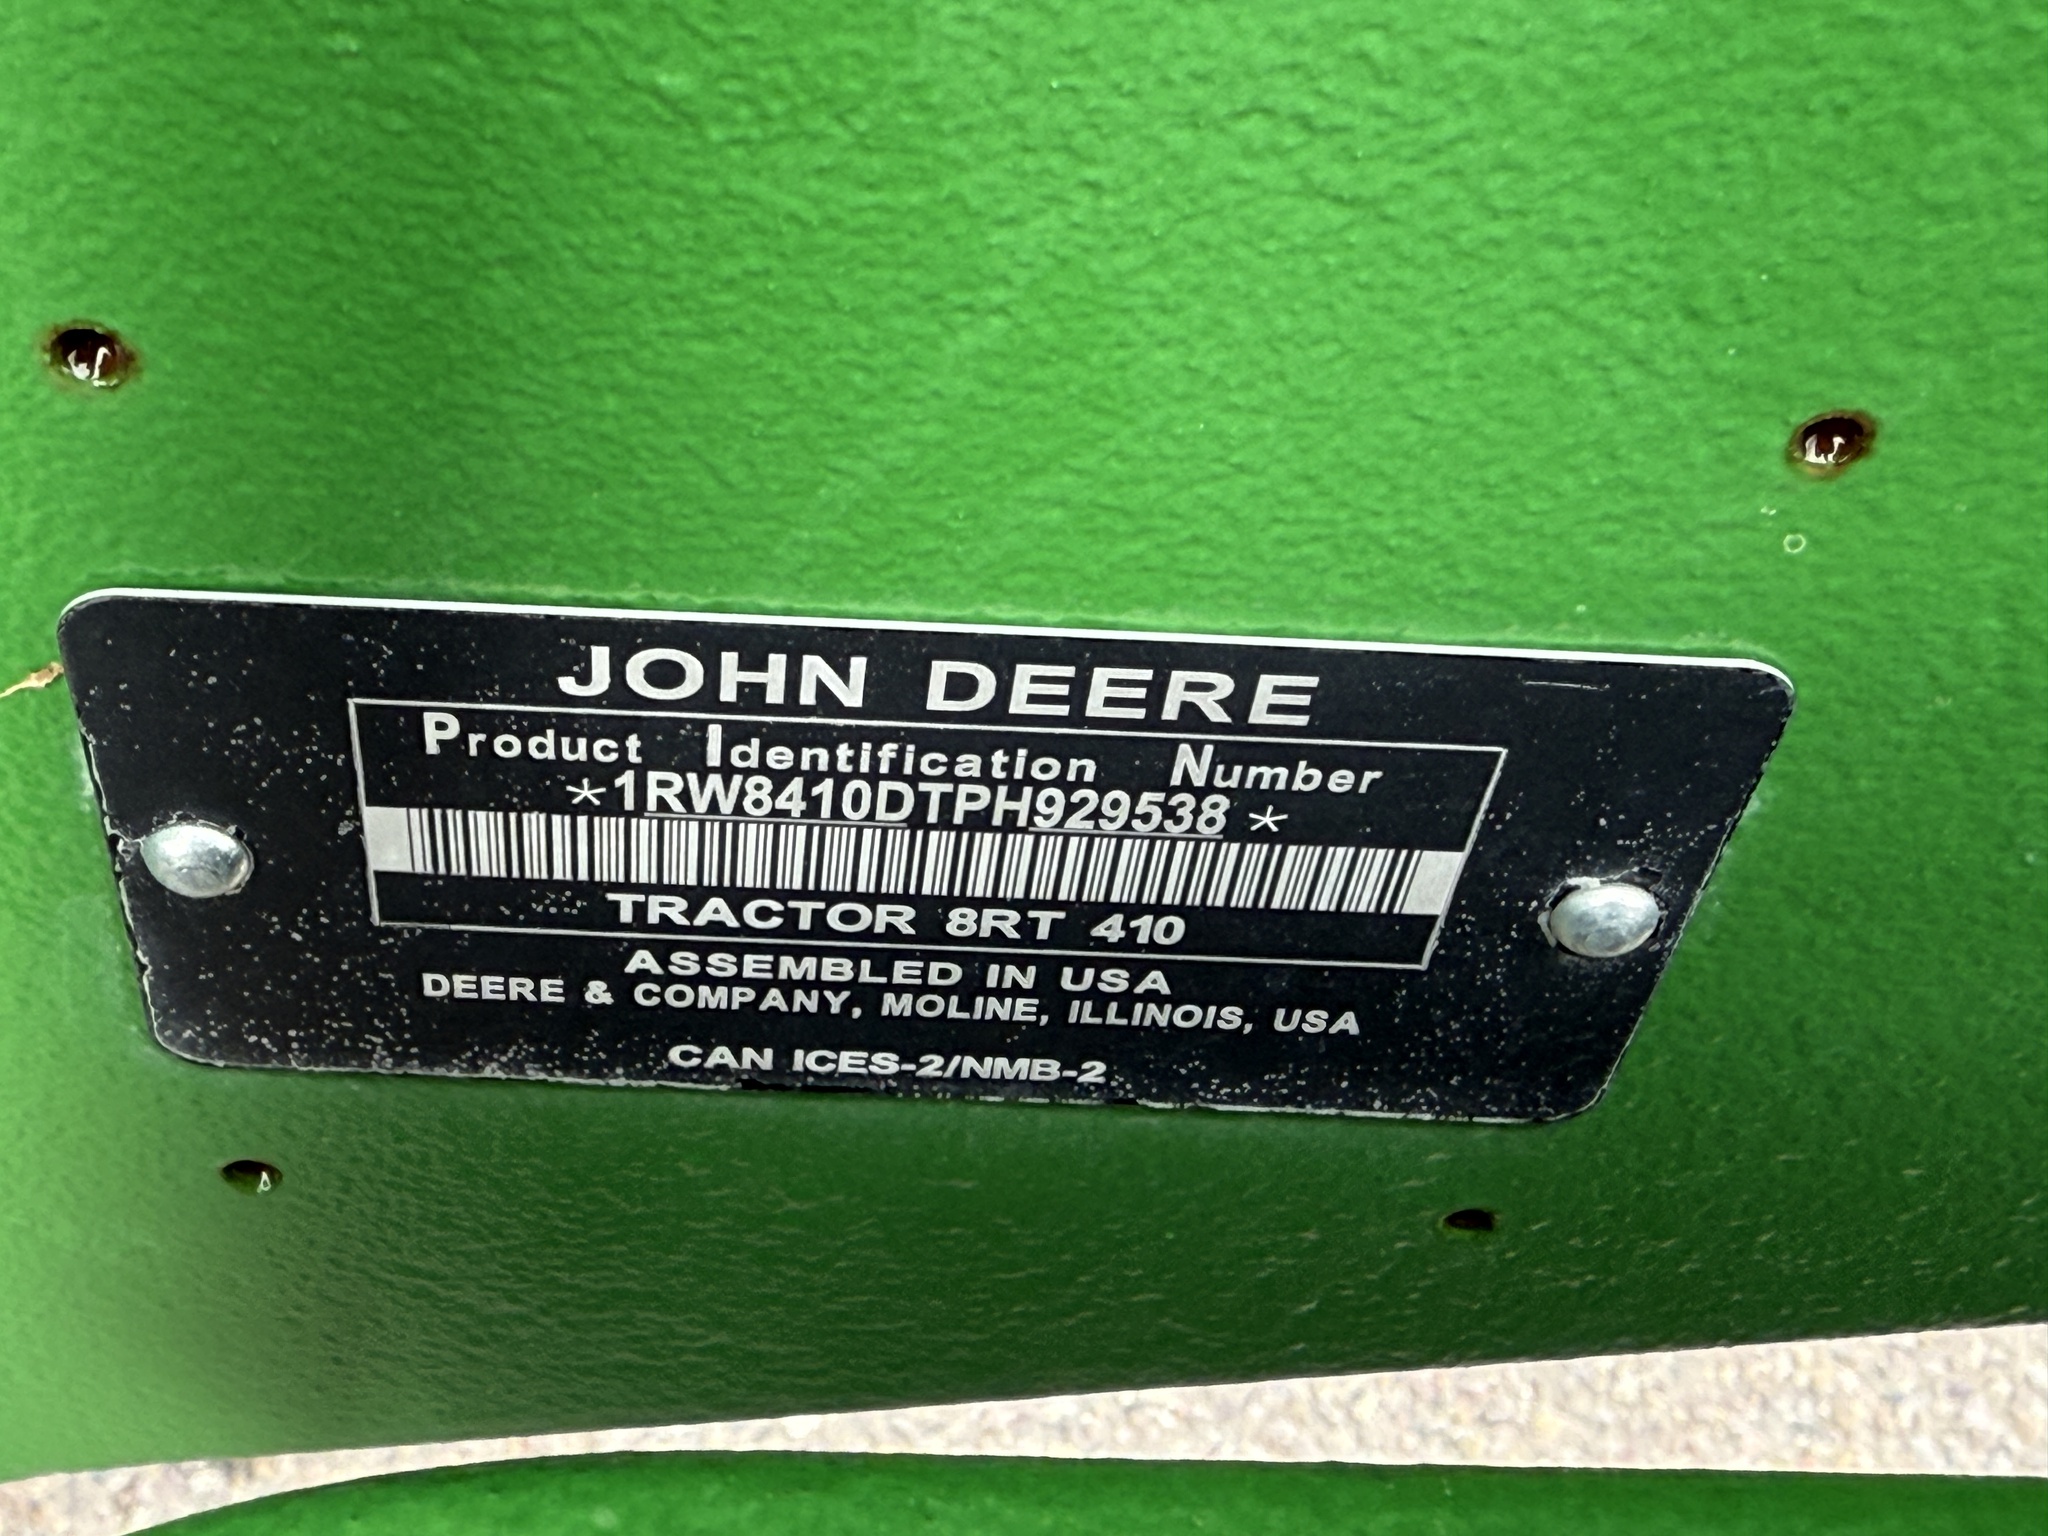 JOHN DEERE
Product Identification Number
*1RW8410DTPH929538*
TRACTOR 8RT 410
ASSEMBLED IN USA
DEERE & COMPANY, MOLINE, ILLINOIS, USA
CAN ICES-2/NMB-2